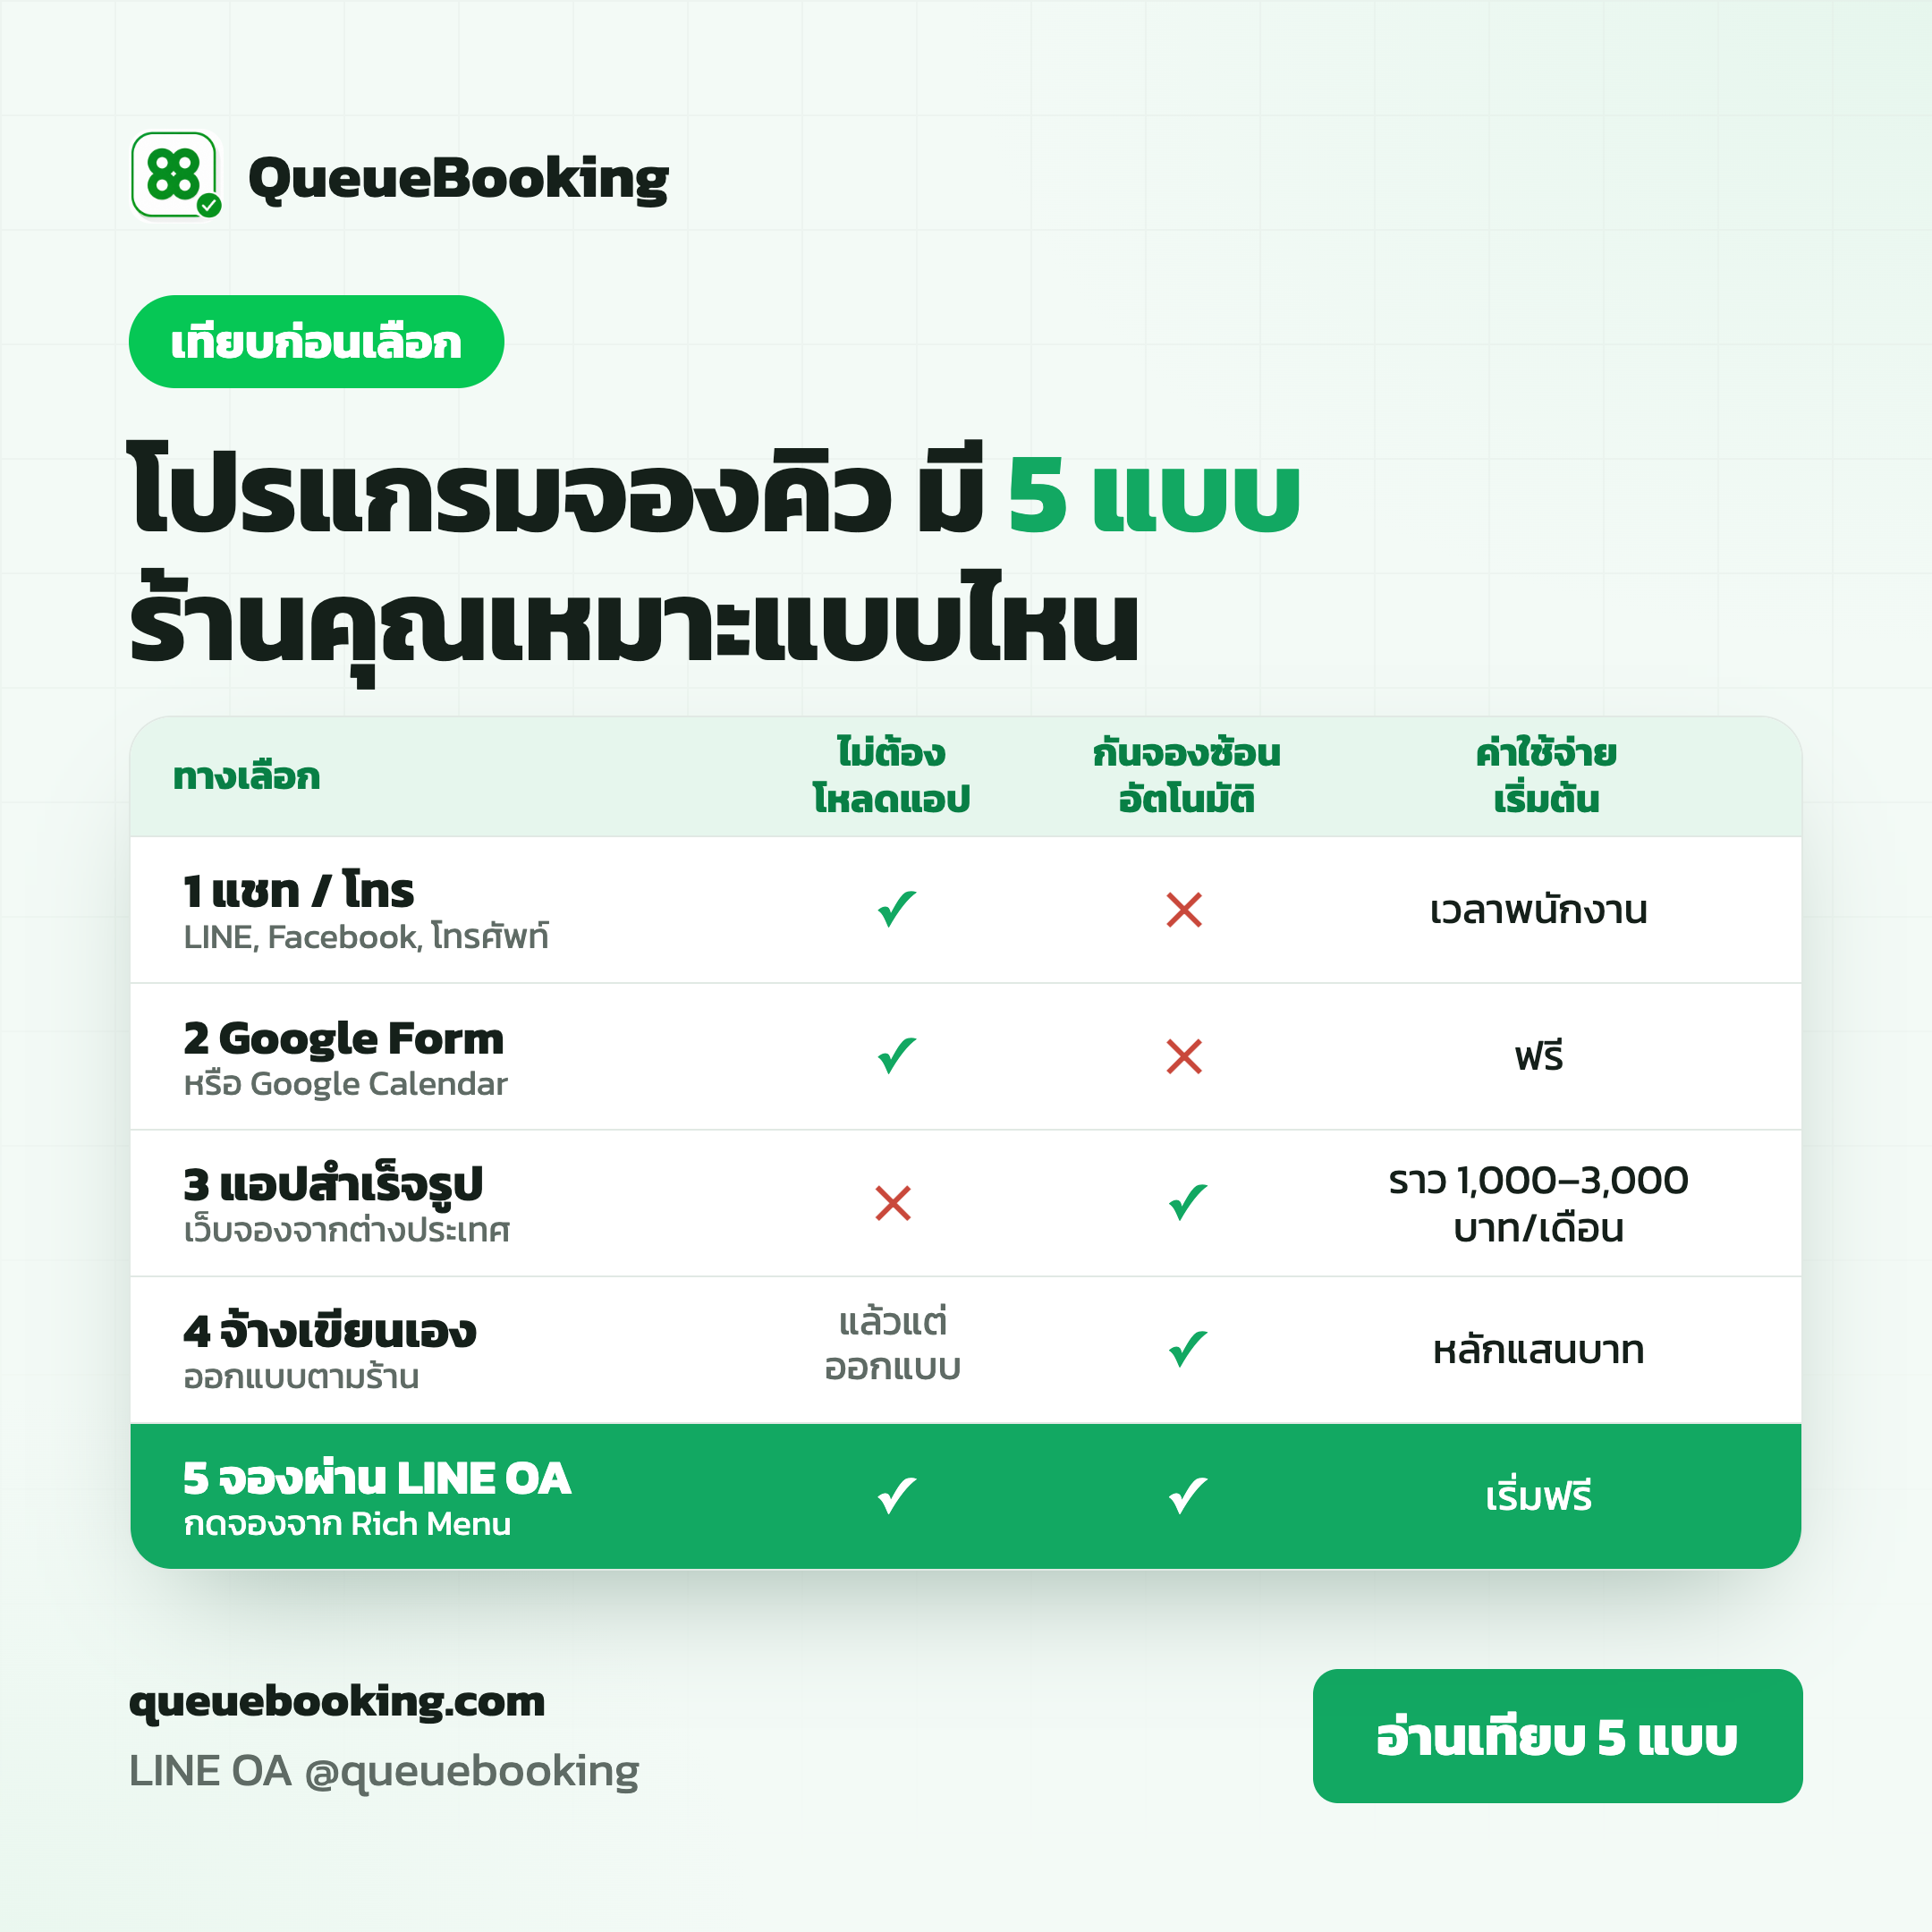 QueueBooking
เทียบก่อนเลือก
โปรแกรมจองคิว มี 5 แบบ
ร้านคุณเหมาะแบบไหน
ทางเลือก
ไม่ต้อง
โหลดแอป
กันจองซ้อน
อัตโนมัติ
ค่าใช้จ่าย
เริ่มต้น
1 แชท / โทร
LINE, Facebook, โทรศัพท์
✓
✕
เวลาพนักงาน
2 Google Form
หรือ Google Calendar
✓
✕
ฟรี
3 แอปสำเร็จรูป
เว็บจองจากต่างประเทศ
✕
✓
ราว 1,000–3,000
บาท/เดือน
4 จ้างเขียนเอง
ออกแบบตามร้าน
แล้วแต่
ออกแบบ
✓
หลักแสนบาท
5 จองผ่าน LINE OA
กดจองจาก Rich Menu
✓
✓
เริ่มฟรี
queuebooking.com
LINE OA @queuebooking
อ่านเทียบ 5 แบบ